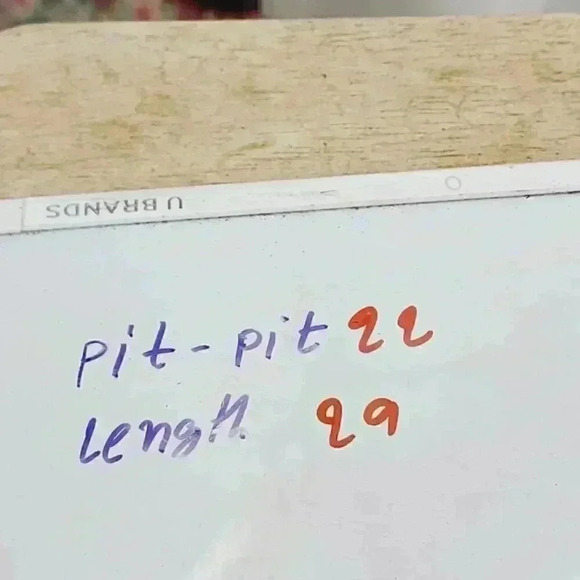 U BRANDS
pit-pit 22
Length 29